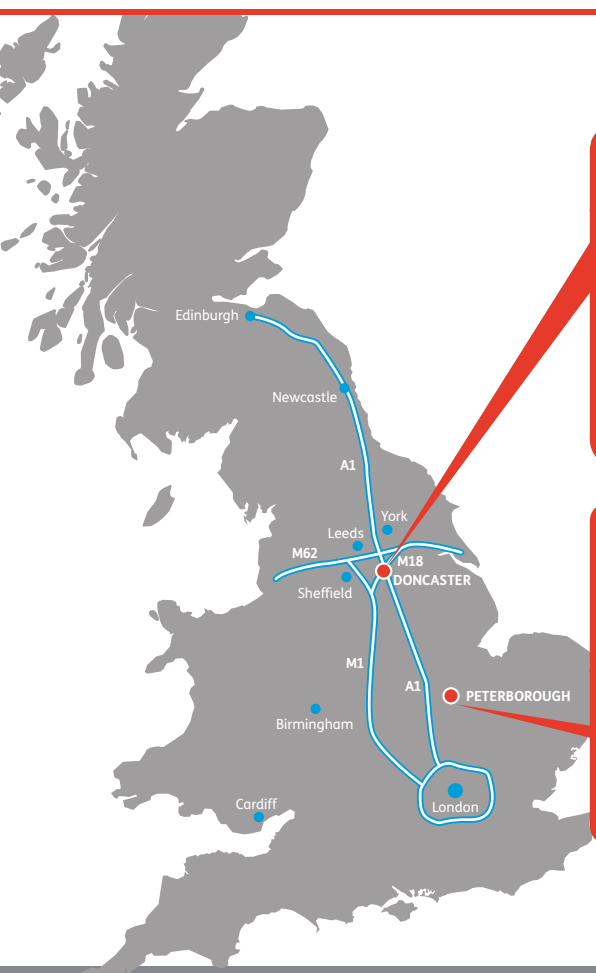 Edinburgh
Newcastle
A1
York
Leeds
M62
M18
DONCASTER
Sheffield
M1
A1
PETERBOROUGH
Birmingham
Cardiff
London